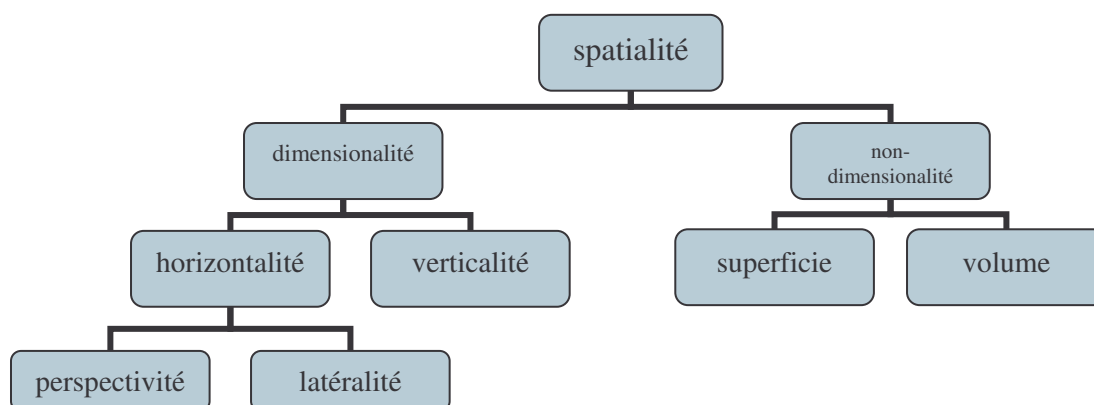 spatialité
dimensionalité
non-
dimensionalité
horizontalité
verticalité
superficie
volume
perspectivité
latéralité